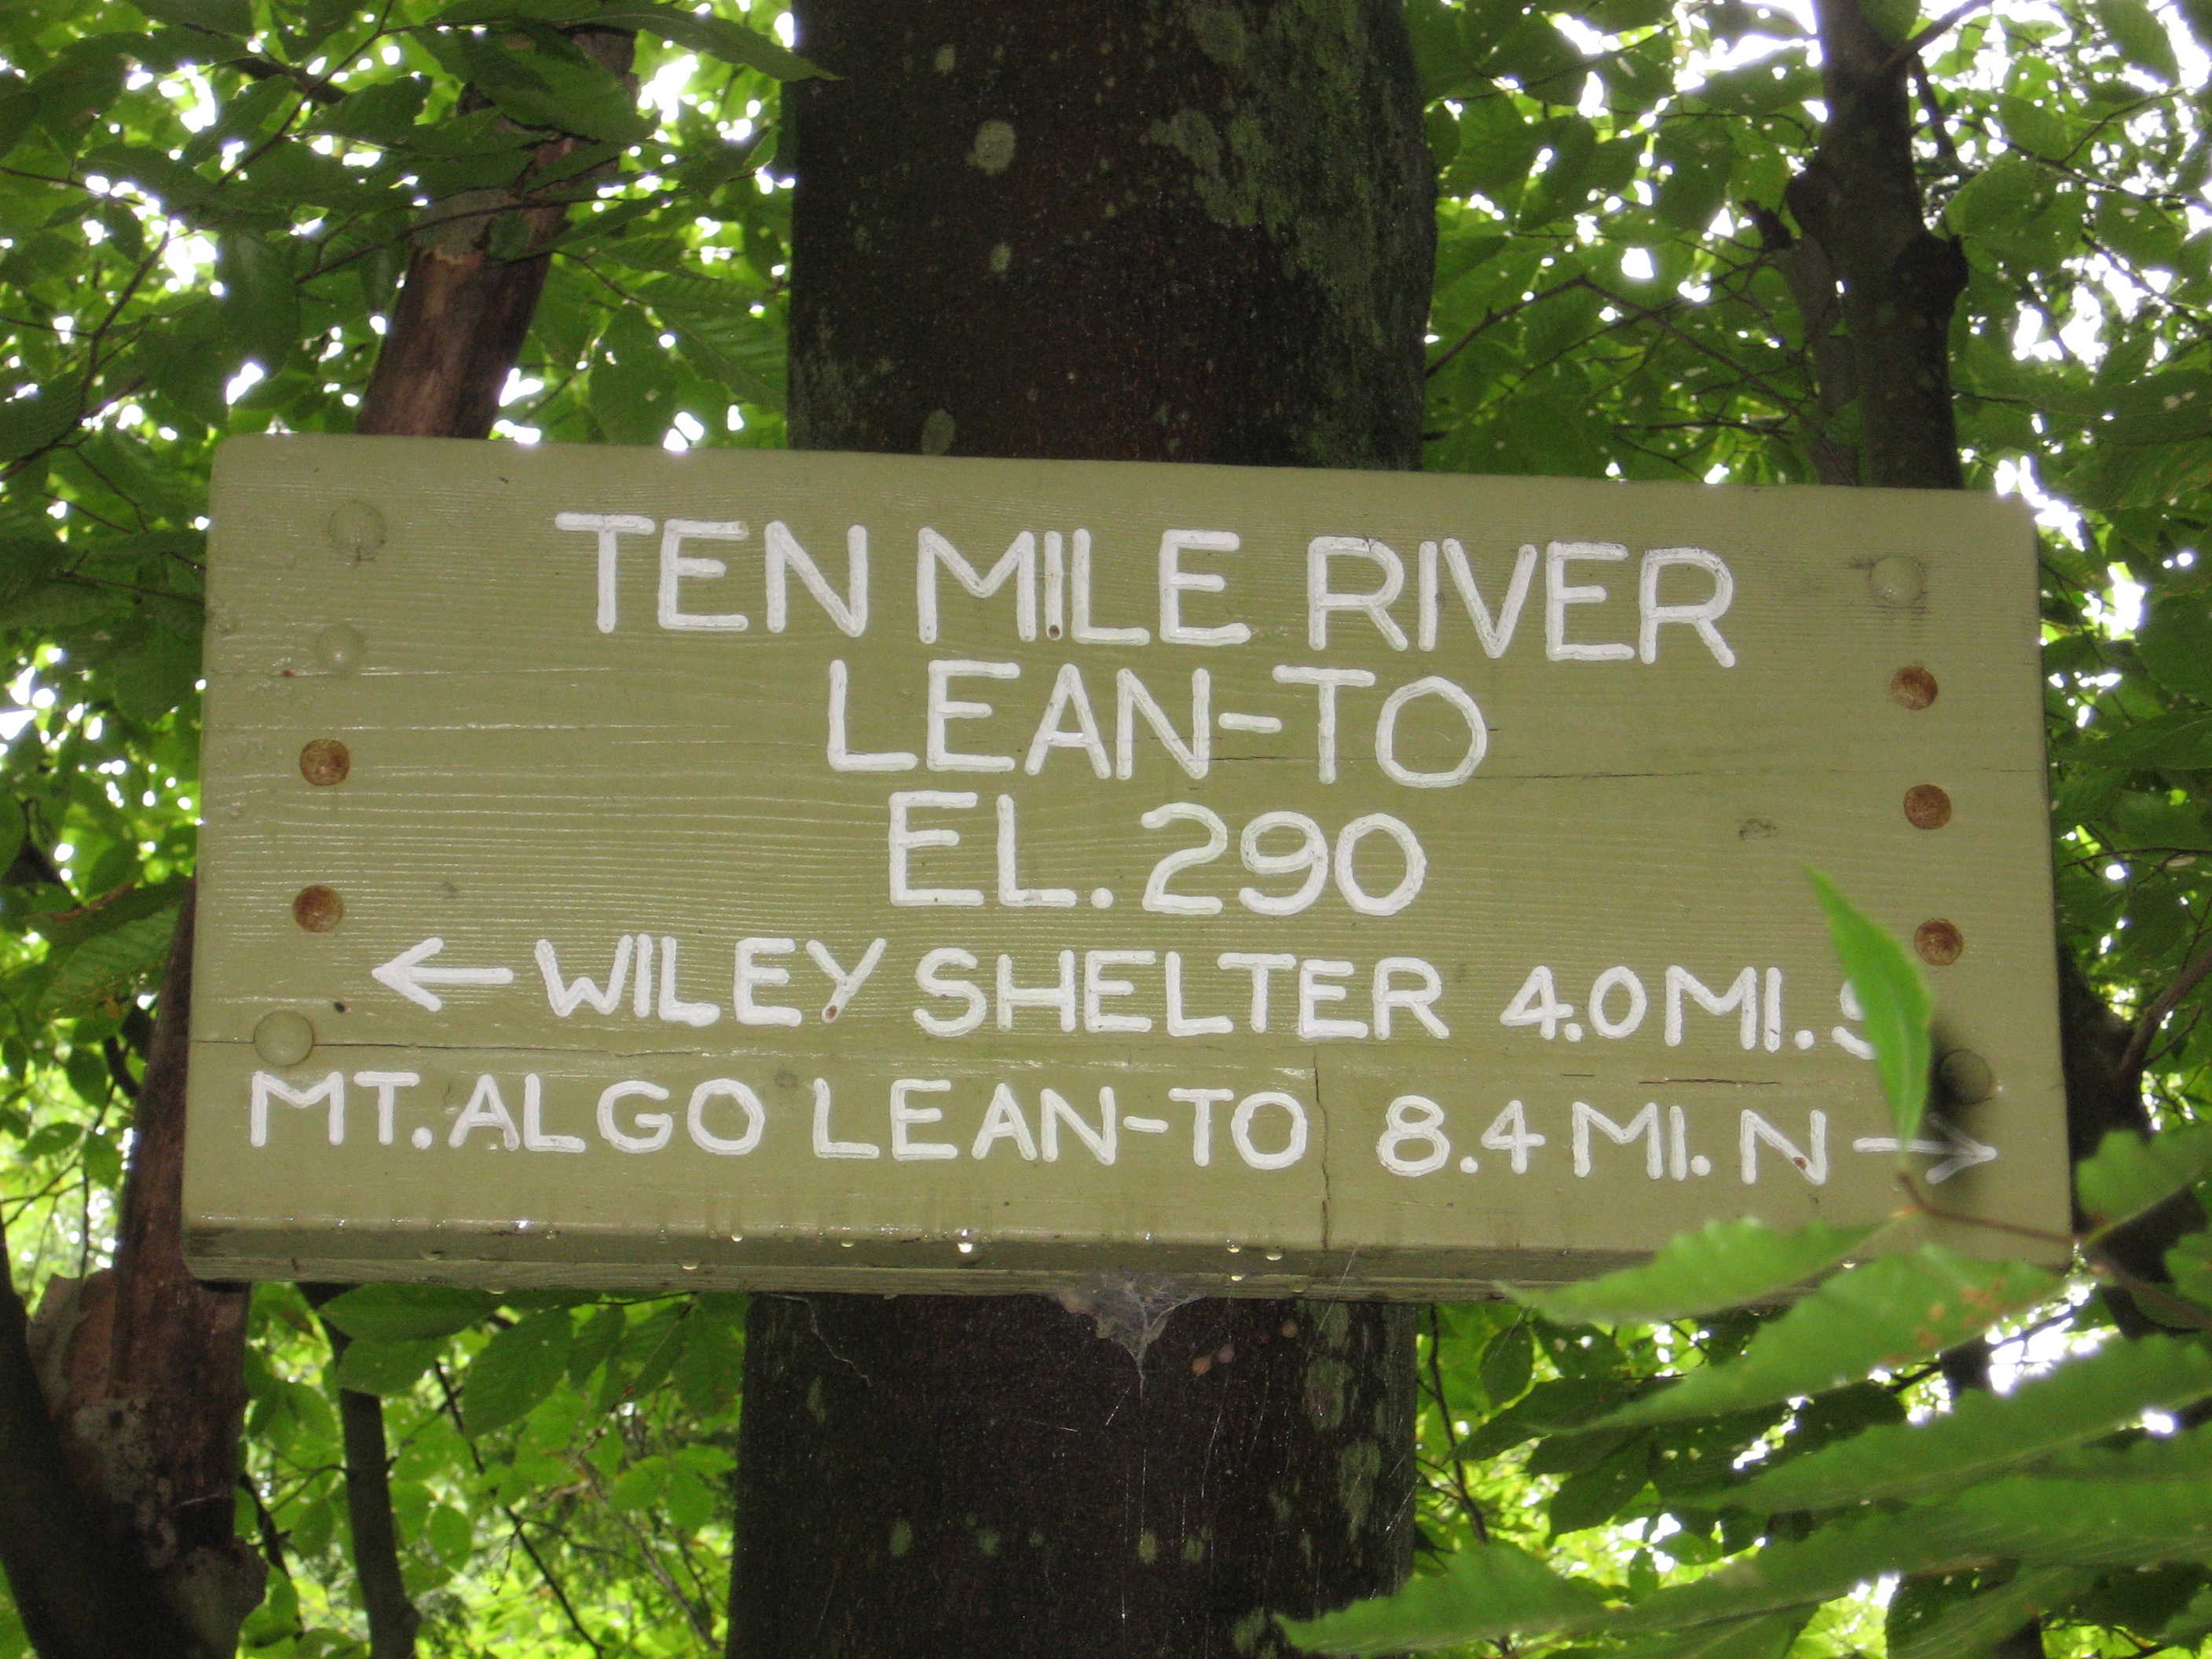 TEN MILE RIVER
LEAN-TO
EL. 290
← WILEY SHELTER 4.0 MI. S
MT. ALGO LEAN-TO 8.4 MI. N →